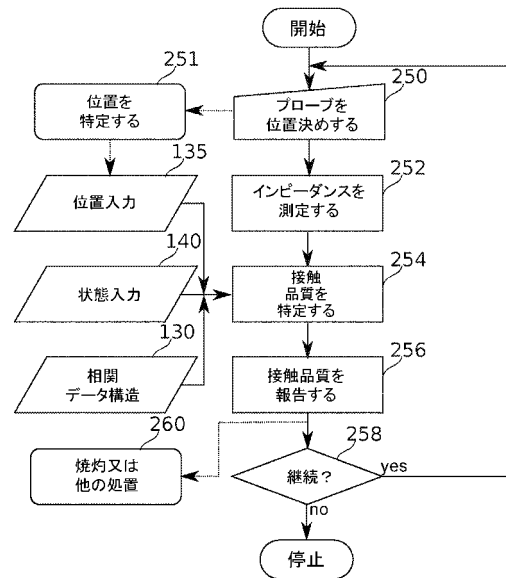 開始
251
250
位置を
特定する
プローブを
位置決めする
135
252
位置入力
インピーダンスを
測定する
140
254
状態入力
接触
品質を
特定する
130
256
相関
データ構造
接触品質を
報告する
260
258
焼灼又は
他の処置
継続？
yes
no
停止